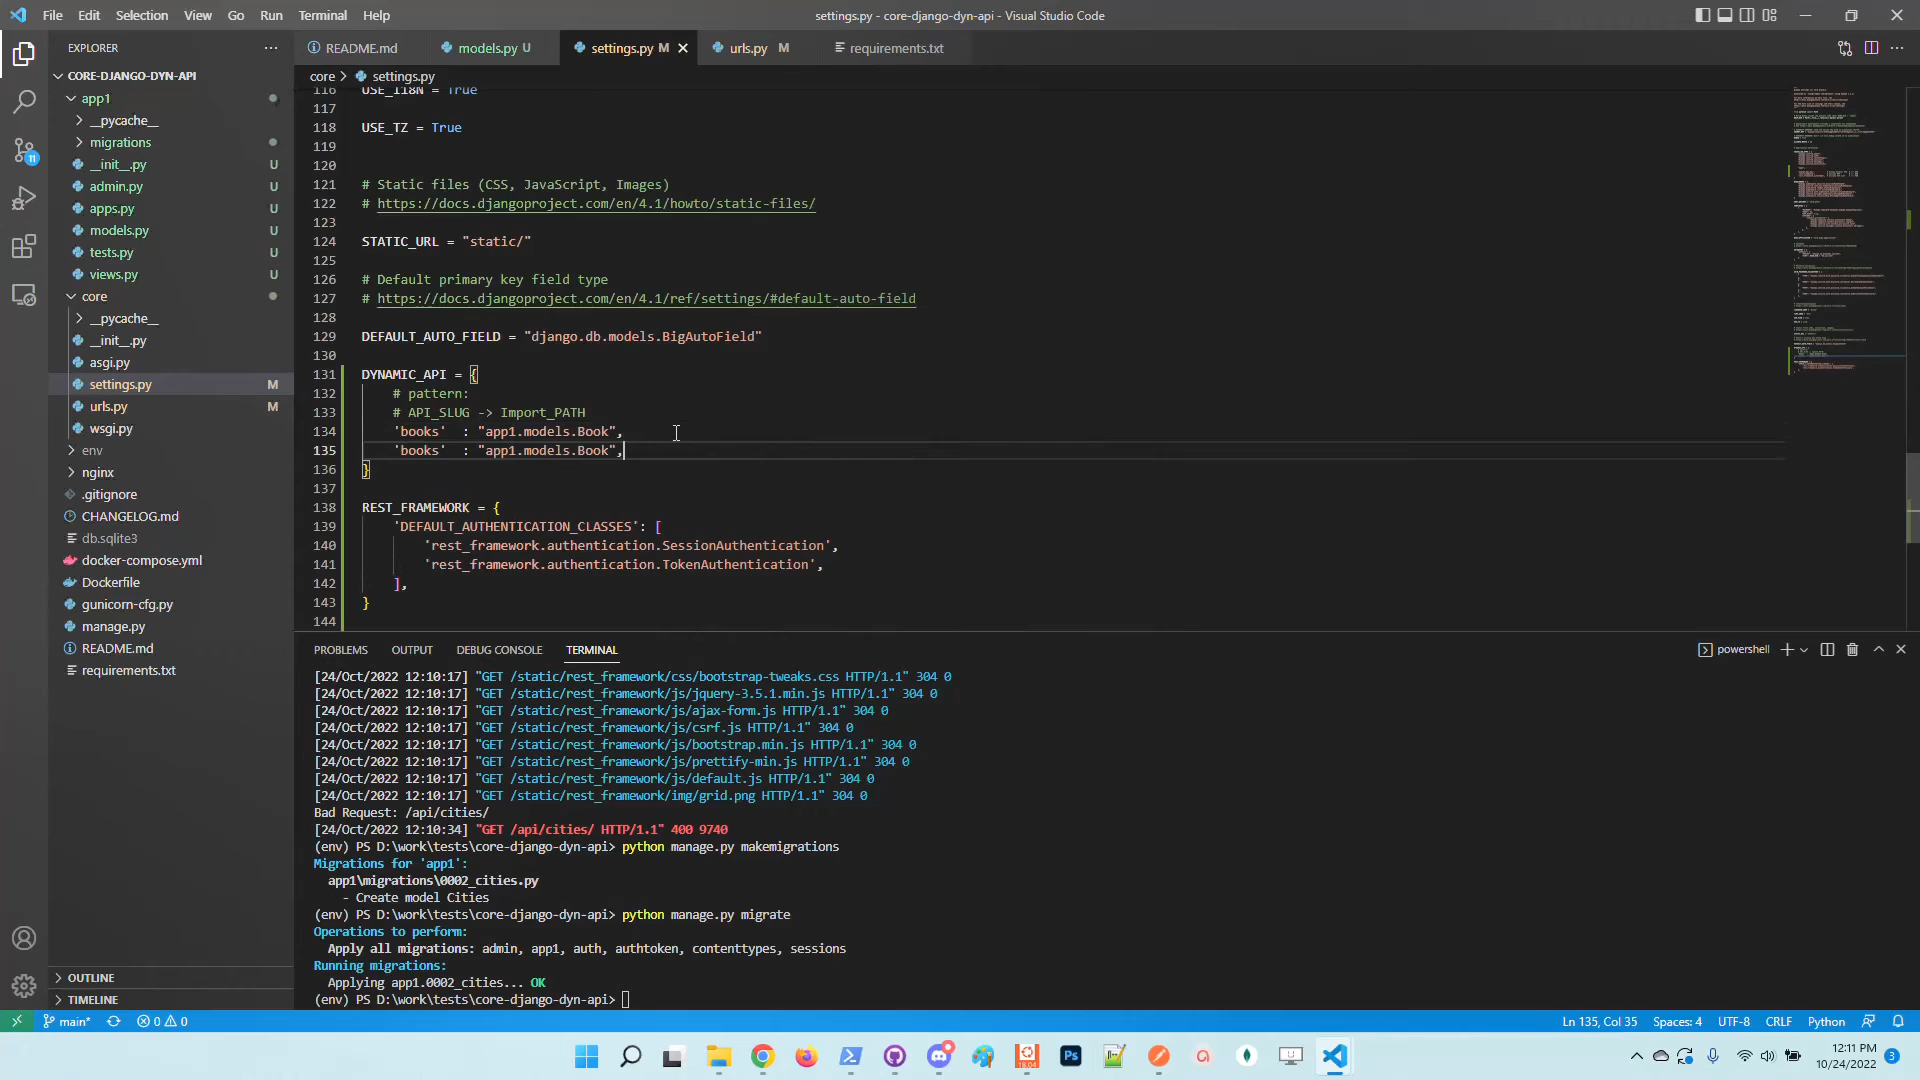 File Edit Selection View Go Run Terminal Help
settings.py - core-django-dyn-api - Visual Studio Code
EXPLORER
README.md
models.py U
settings.py M
urls.py M
requirements.txt
CORE-DJANGO-DYN-API
core > settings.py
app1
__pycache__
migrations
__init__.py U
admin.py U
apps.py U
models.py U
tests.py U
views.py U
core
__pycache__
__init__.py
asgi.py
settings.py M
urls.py M
wsgi.py
env
nginx
.gitignore
CHANGELOG.md
db.sqlite3
docker-compose.yml
Dockerfile
gunicorn-cfg.py
manage.py
README.md
requirements.txt
OUTLINE
TIMELINE
11
116 USE_I18N = True
117
118 USE_TZ = True
119
120
121 # Static files (CSS, JavaScript, Images)
122 # https://docs.djangoproject.com/en/4.1/howto/static-files/
123
124 STATIC_URL = "static/"
125
126 # Default primary key field type
127 # https://docs.djangoproject.com/en/4.1/ref/settings/#default-auto-field
128
129 DEFAULT_AUTO_FIELD = "django.db.models.BigAutoField"
130
131 DYNAMIC_API = {
132 # pattern:
133 # API_SLUG -> Import_PATH
134 'books' : "app1.models.Book",
135 'books' : "app1.models.Book",
136 }
137
138 REST_FRAMEWORK = {
139 'DEFAULT_AUTHENTICATION_CLASSES': [
140 'rest_framework.authentication.SessionAuthentication',
141 'rest_framework.authentication.TokenAuthentication',
142 ],
143 }
144
PROBLEMS OUTPUT DEBUG CONSOLE TERMINAL
powershell
[24/Oct/2022 12:10:17] "GET /static/rest_framework/css/bootstrap-tweaks.css HTTP/1.1" 304 0
[24/Oct/2022 12:10:17] "GET /static/rest_framework/js/jquery-3.5.1.min.js HTTP/1.1" 304 0
[24/Oct/2022 12:10:17] "GET /static/rest_framework/js/ajax-form.js HTTP/1.1" 304 0
[24/Oct/2022 12:10:17] "GET /static/rest_framework/js/csrf.js HTTP/1.1" 304 0
[24/Oct/2022 12:10:17] "GET /static/rest_framework/js/bootstrap.min.js HTTP/1.1" 304 0
[24/Oct/2022 12:10:17] "GET /static/rest_framework/js/prettify-min.js HTTP/1.1" 304 0
[24/Oct/2022 12:10:17] "GET /static/rest_framework/js/default.js HTTP/1.1" 304 0
[24/Oct/2022 12:10:17] "GET /static/rest_framework/img/grid.png HTTP/1.1" 304 0
Bad Request: /api/cities/
[24/Oct/2022 12:10:34] "GET /api/cities/ HTTP/1.1" 400 9740
(env) PS D:\work\tests\core-django-dyn-api> python manage.py makemigrations
Migrations for 'app1':
app1\migrations\0002_cities.py
- Create model Cities
(env) PS D:\work\tests\core-django-dyn-api> python manage.py migrate
Operations to perform:
Apply all migrations: admin, app1, auth, authtoken, contenttypes, sessions
Running migrations:
Applying app1.0002_cities... OK
(env) PS D:\work\tests\core-django-dyn-api>
main* 0 0
Ln 135, Col 35 Spaces: 4 UTF-8 CRLF Python
18.04
Ps
12:11 PM
10/24/2022
3